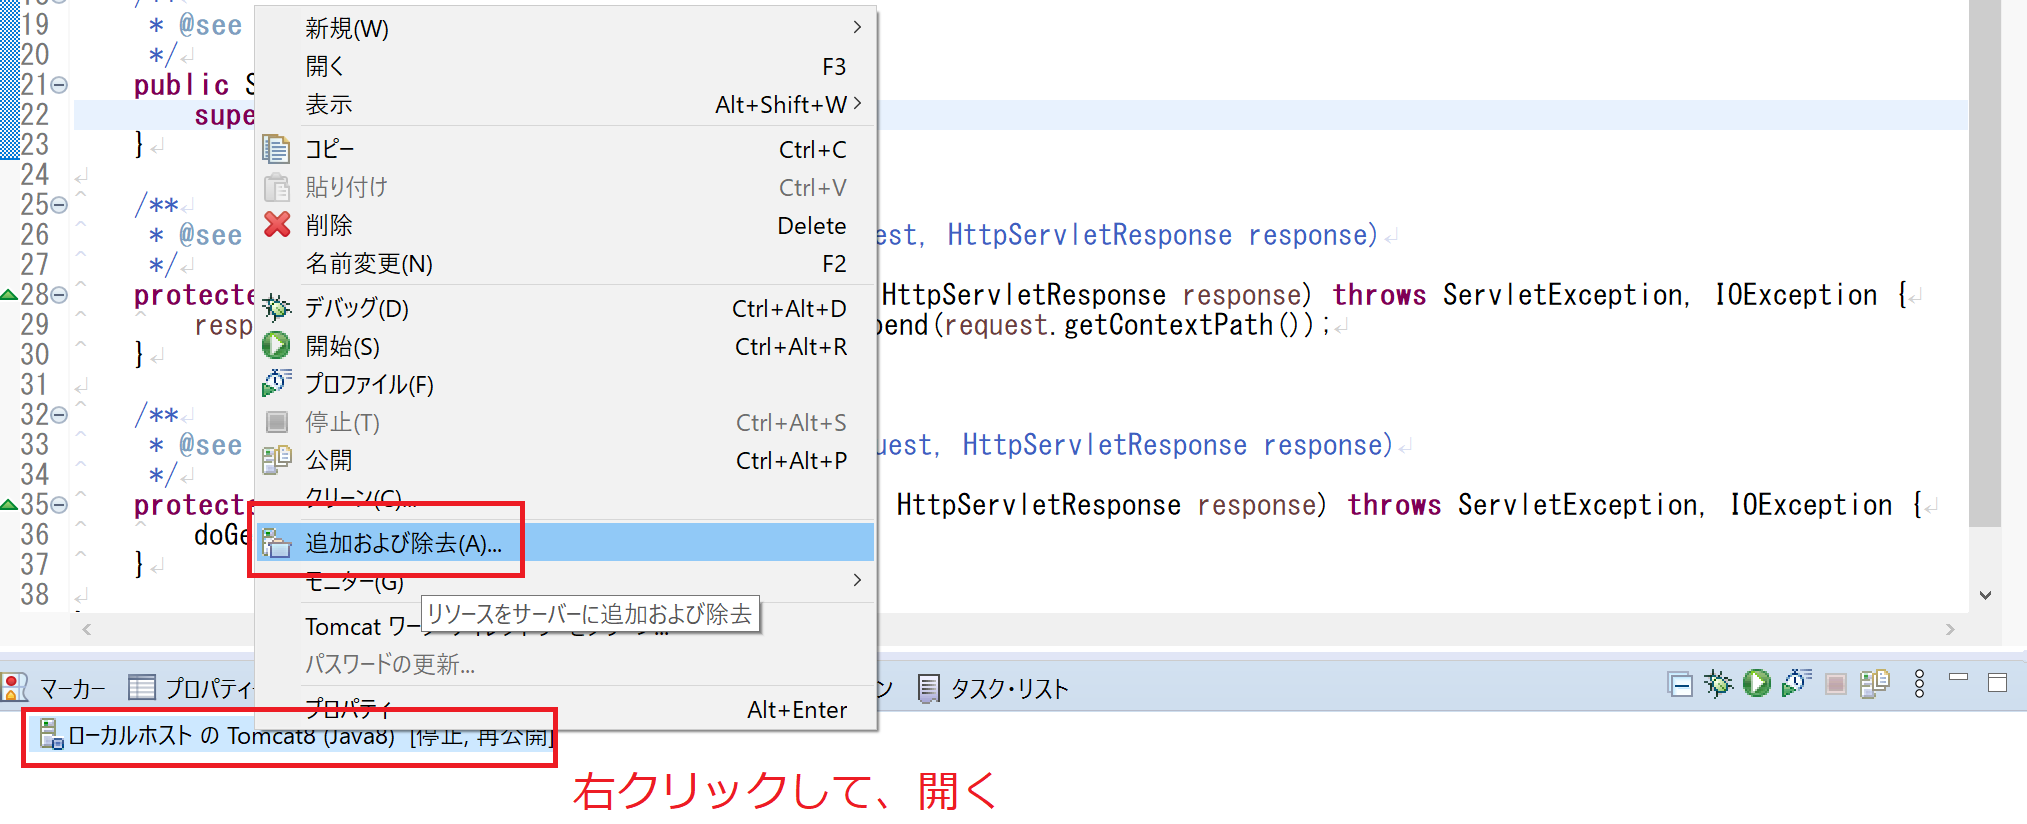 19 * @see
20 */
21 public S
22 supe
23 }
24
25 /**
26 * @see est, HttpServletResponse response)
27 */
28 protecte HttpServletResponse response) throws ServletException, IOException {
29 resp pend(request.getContextPath());
30 }
31
32 /**
33 * @see uest, HttpServletResponse response)
34 */
35 protecte HttpServletResponse response) throws ServletException, IOException {
36 doGe
37 }
38
新規(W)
開く F3
表示 Alt+Shift+W
コピー Ctrl+C
貼り付け Ctrl+V
削除 Delete
名前変更(N) F2
デバッグ(D) Ctrl+Alt+D
開始(S) Ctrl+Alt+R
プロファイル(F)
停止(T) Ctrl+Alt+S
公開 Ctrl+Alt+P
クリーン(C)...
追加および除去(A)...
モニター(G)
リソースをサーバーに追加および除去
Tomcat ワーク
パスワードの更新...
プロパティ Alt+Enter
マーカー プロパティー ン タスク・リスト
ローカルホスト の Tomcat8 (Java8) [停止, 再公開]
右クリックして、開く